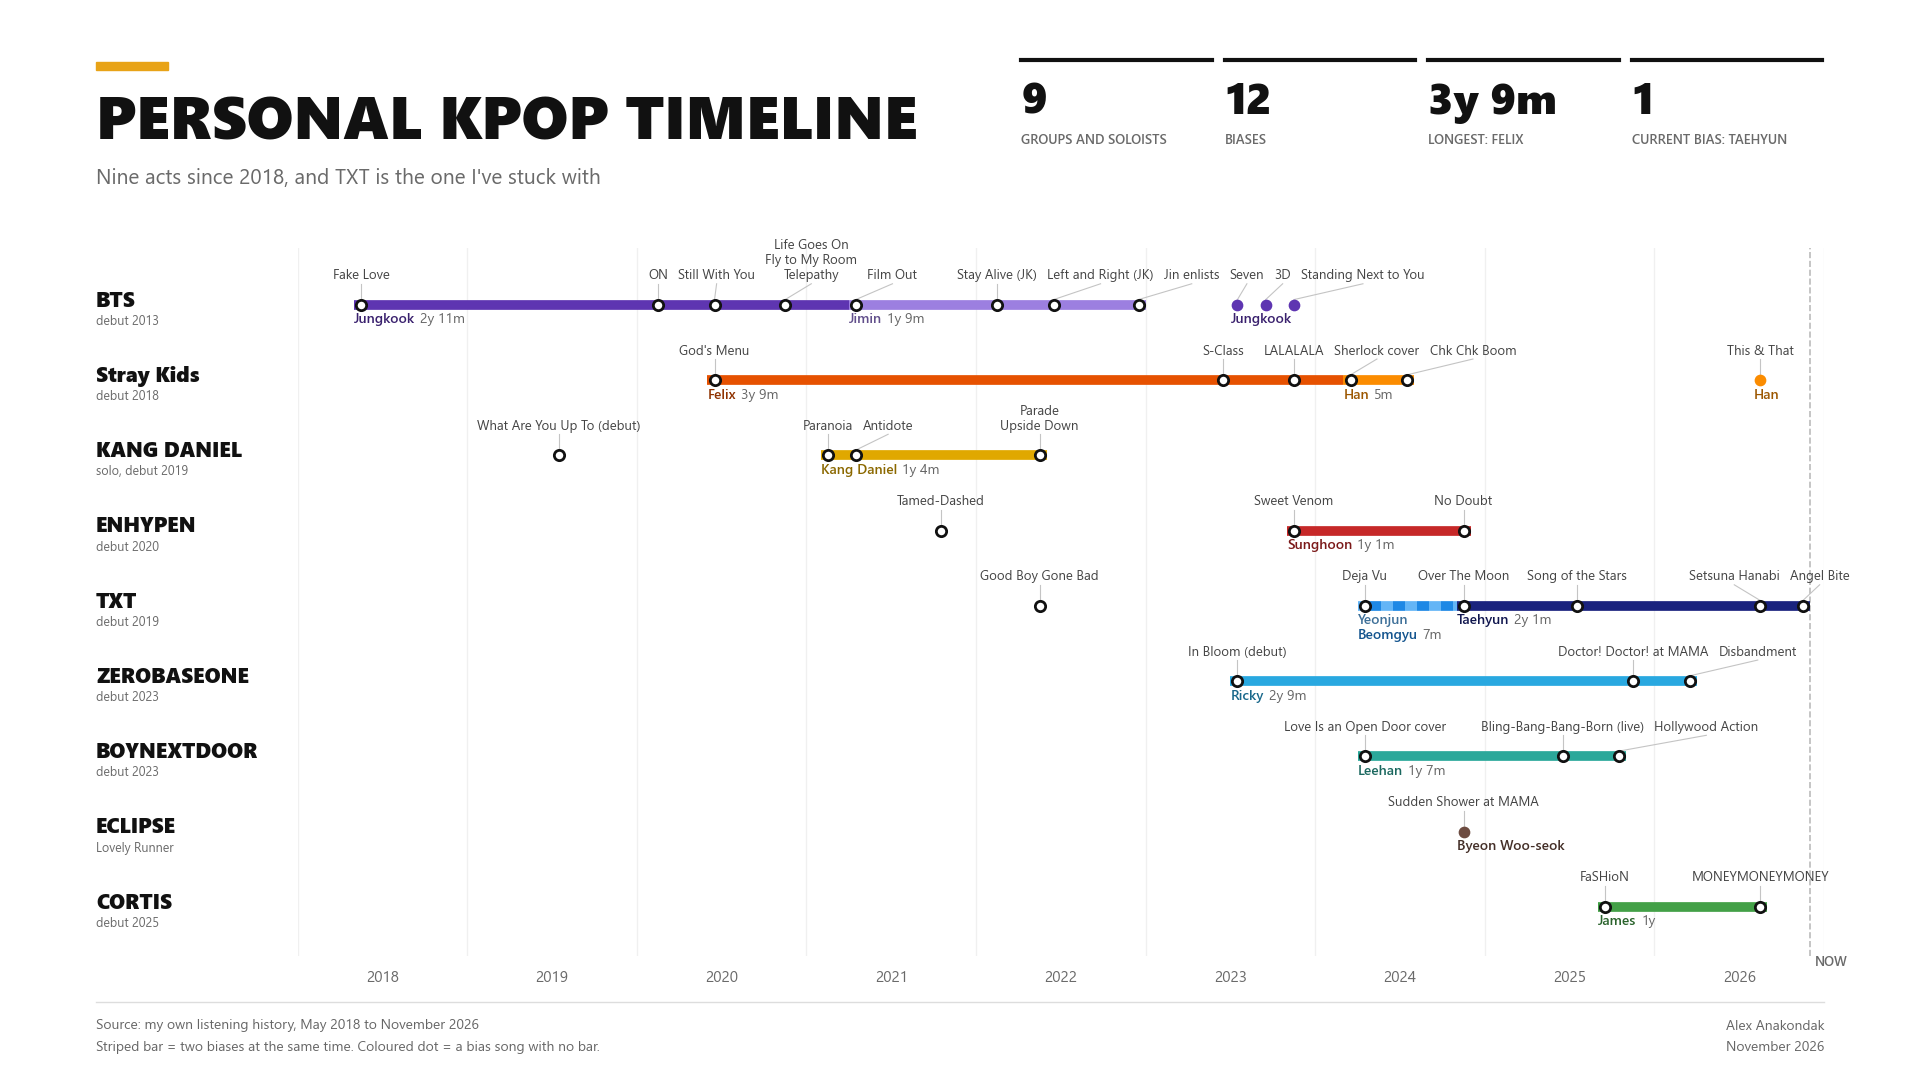 PERSONAL KPOP TIMELINE
Nine acts since 2018, and TXT is the one I've stuck with
9
GROUPS AND SOLOISTS
12
BIASES
3y 9m
LONGEST: FELIX
1
CURRENT BIAS: TAEHYUN
Life Goes On
Fly to My Room
Fake Love ON Still With You Telepathy Film Out Stay Alive (JK) Left and Right (JK) Jin enlists Seven 3D Standing Next to You
BTS
debut 2013
Jungkook 2y 11m Jimin 1y 9m Jungkook
God's Menu S-Class LALALALA Sherlock cover Chk Chk Boom This & That
Stray Kids
debut 2018
Felix 3y 9m Han 5m Han
Parade
What Are You Up To (debut) Paranoia Antidote Upside Down
KANG DANIEL
solo, debut 2019
Kang Daniel 1y 4m
Tamed-Dashed Sweet Venom No Doubt
ENHYPEN
debut 2020
Sunghoon 1y 1m
Good Boy Gone Bad Deja Vu Over The Moon Song of the Stars Setsuna Hanabi Angel Bite
TXT
debut 2019
Yeonjun Taehyun 2y 1m
Beomgyu 7m
In Bloom (debut) Doctor! Doctor! at MAMA Disbandment
ZEROBASEONE
debut 2023
Ricky 2y 9m
Love Is an Open Door cover Bling-Bang-Bang-Born (live) Hollywood Action
BOYNEXTDOOR
debut 2023
Leehan 1y 7m
Sudden Shower at MAMA
ECLIPSE
Lovely Runner
Byeon Woo-seok
FaSHioN MONEYMONEYMONEY
CORTIS
debut 2025
James 1y
NOW
2018 2019 2020 2021 2022 2023 2024 2025 2026
Source: my own listening history, May 2018 to November 2026
Striped bar = two biases at the same time. Coloured dot = a bias song with no bar.
Alex Anakondak
November 2026